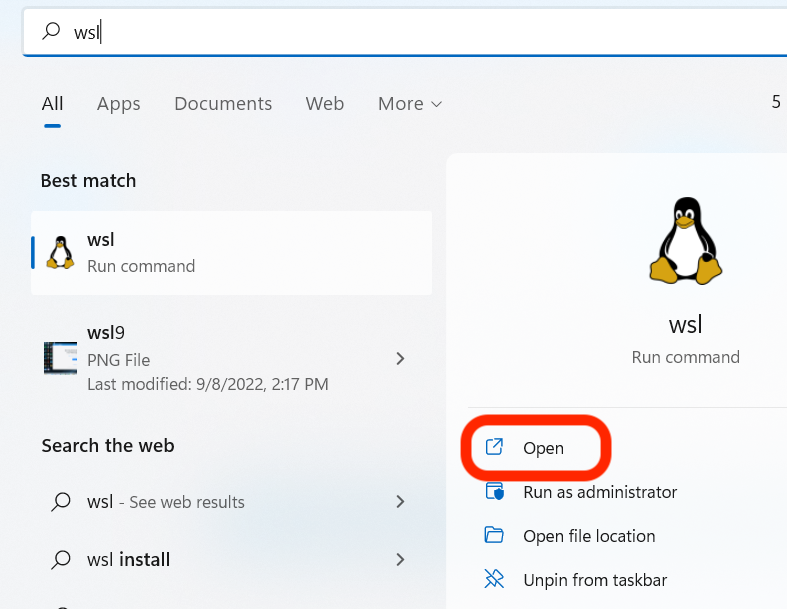 wsl
All Apps Documents Web More 5
Best match
wsl
Run command
wsl9
PNG File
Last modified: 9/8/2022, 2:17 PM
Search the web
wsl - See web results
wsl install
wsl
Run command
Open
Run as administrator
Open file location
Unpin from taskbar